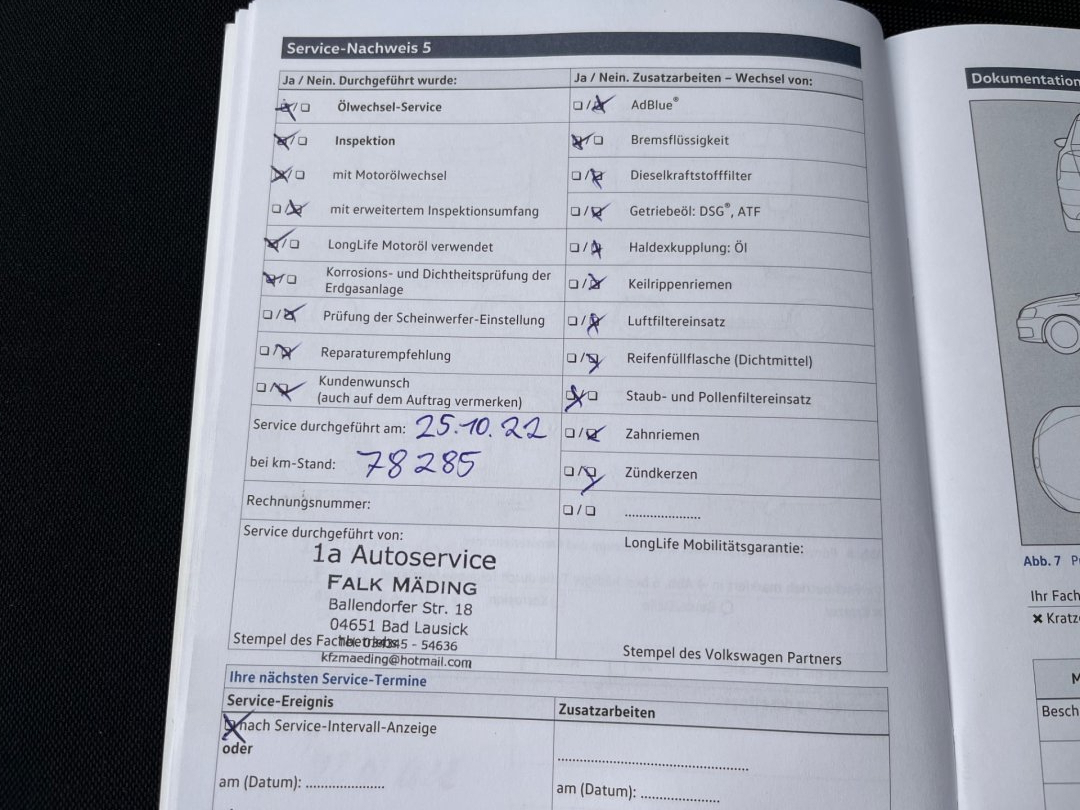 Service-Nachweis 5
Ja / Nein. Durchgeführt wurde:
Ölwechsel-Service
Inspektion
mit Motorölwechsel
mit erweitertem Inspektionsumfang
LongLife Motoröl verwendet
Korrosions- und Dichtheitsprüfung der
Erdgasanlage
Prüfung der Scheinwerfer-Einstellung
Reparaturempfehlung
Kundenwunsch
(auch auf dem Auftrag vermerken)
Service durchgeführt am: 25.10.22
bei km-Stand: 78285
Rechnungsnummer:
Service durchgeführt von:
1a Autoservice
FALK MÄDING
Ballendorfer Str. 18
04651 Bad Lausick
Stempel des Fachbetriebs
Tel. 034345 - 54636
kfzmaeding@hotmail.com
Ja / Nein. Zusatzarbeiten – Wechsel von:
AdBlue®
Bremsflüssigkeit
Dieselkraftstofffilter
Getriebeöl: DSG®, ATF
Haldexkupplung: Öl
Keilrippenriemen
Luftfiltereinsatz
Reifenfüllflasche (Dichtmittel)
Staub- und Pollenfiltereinsatz
Zahnriemen
Zündkerzen
....................
LongLife Mobilitätsgarantie:
Stempel des Volkswagen Partners
Ihre nächsten Service-Termine
Service-Ereignis
nach Service-Intervall-Anzeige
oder
am (Datum): ....................
Zusatzarbeiten
..................................................
am (Datum): ....................
Dokumentation
Abb. 7
Ihr Fach
✖ Kratze
M
Besch